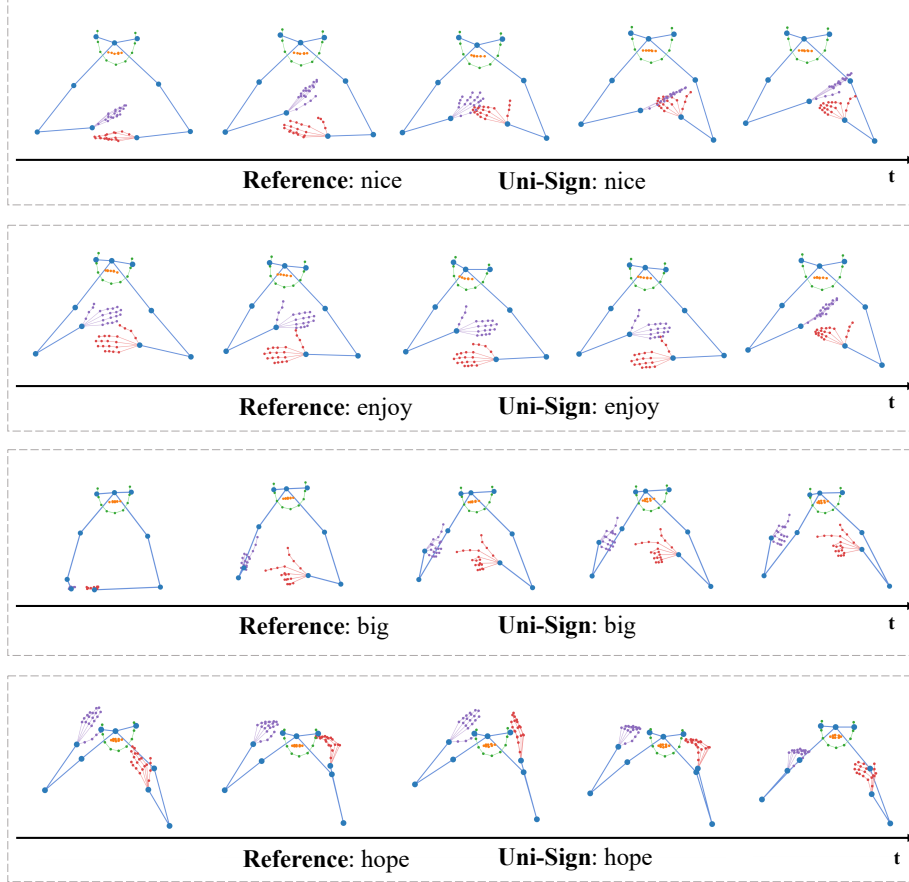 Reference: nice Uni-Sign: nice t
Reference: enjoy Uni-Sign: enjoy t
Reference: big Uni-Sign: big t
Reference: hope Uni-Sign: hope t